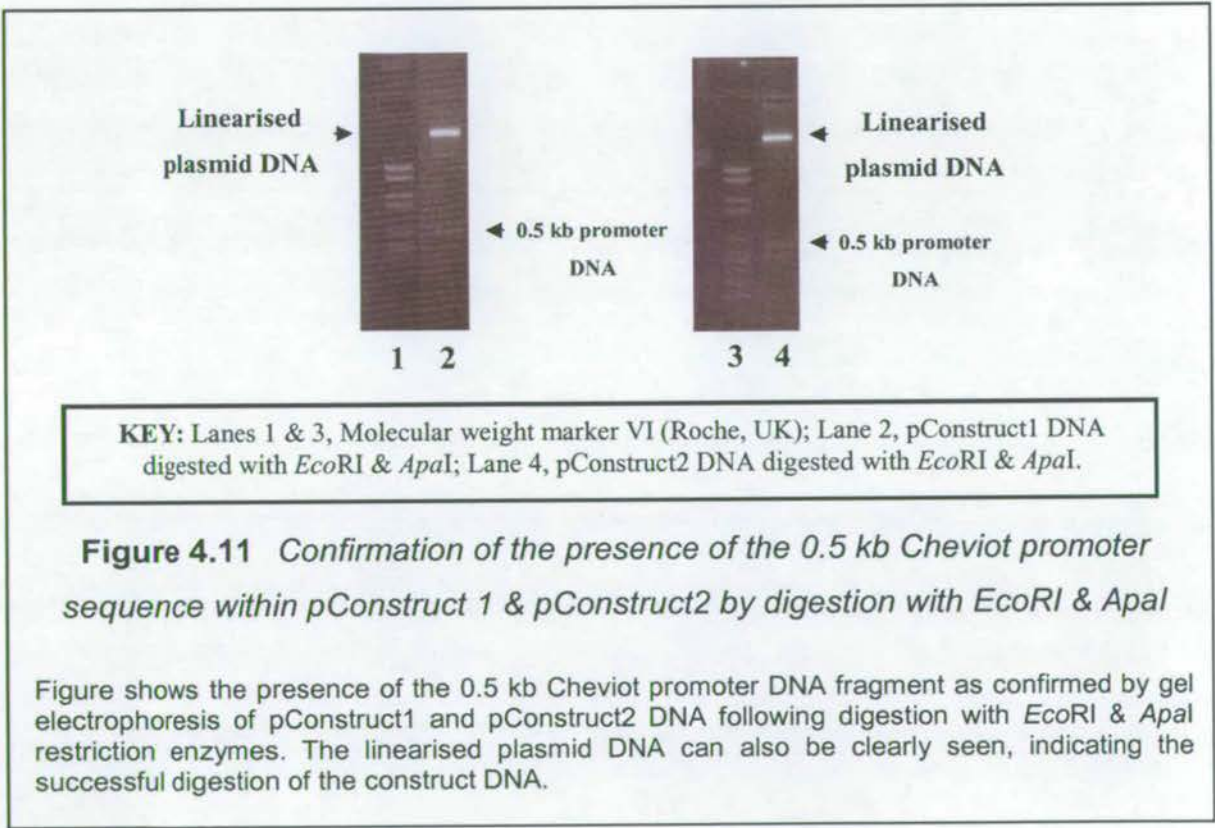 Linearised
plasmid DNA
0.5 kb promoter
DNA
Linearised
plasmid DNA
0.5 kb promoter
DNA
1 2
3 4
KEY: Lanes 1 & 3, Molecular weight marker VI (Roche, UK); Lane 2, pConstruct1 DNA
digested with EcoRI & ApaI; Lane 4, pConstruct2 DNA digested with EcoRI & ApaI.
Figure 4.11 Confirmation of the presence of the 0.5 kb Cheviot promoter
sequence within pConstruct 1 & pConstruct2 by digestion with EcoRI & ApaI
Figure shows the presence of the 0.5 kb Cheviot promoter DNA fragment as confirmed by gel
electrophoresis of pConstruct1 and pConstruct2 DNA following digestion with EcoRI & ApaI
restriction enzymes. The linearised plasmid DNA can also be clearly seen, indicating the
successful digestion of the construct DNA.